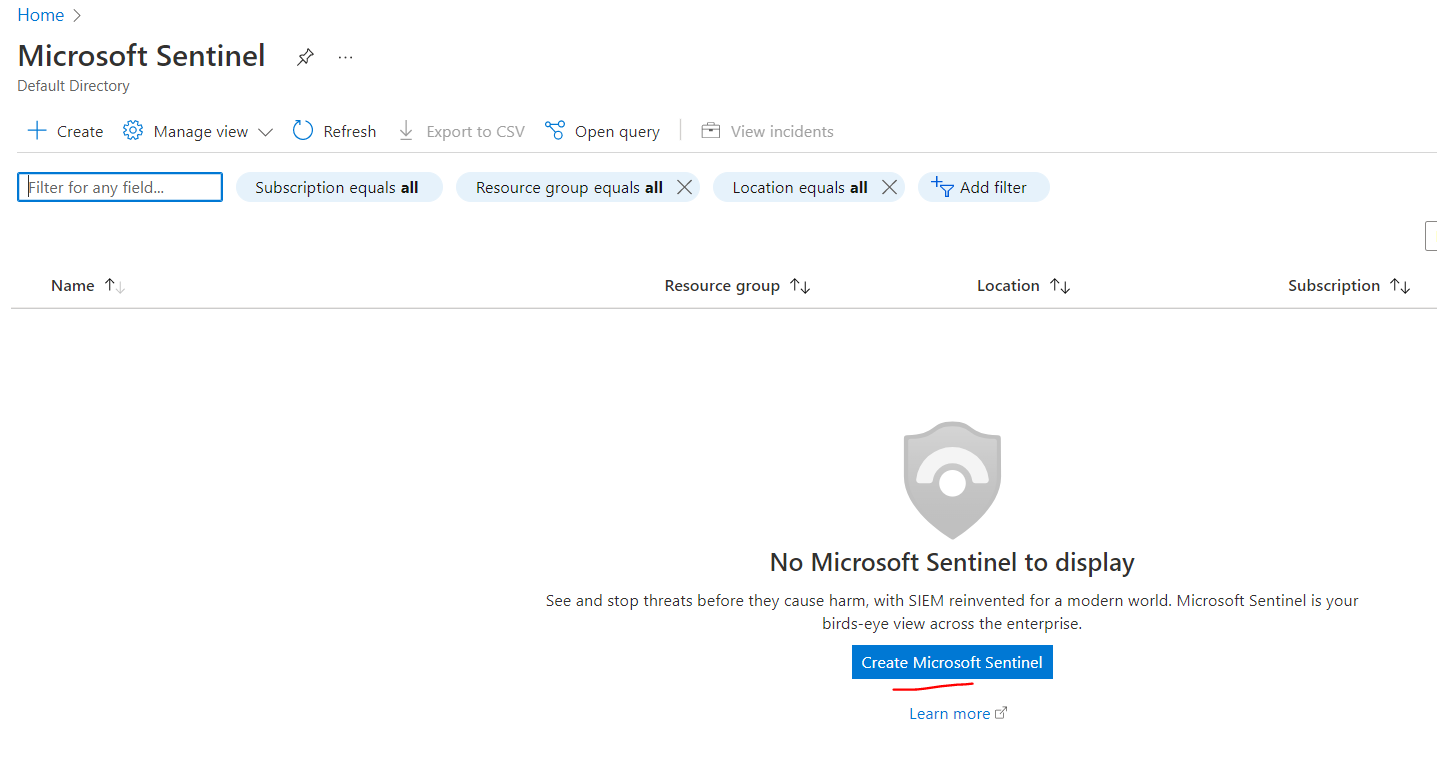 Home
Microsoft Sentinel ...
Default Directory
Create Manage view Refresh Export to CSV Open query View incidents
Filter for any field... Subscription equals all Resource group equals all Location equals all Add filter
Name Resource group Location Subscription
No Microsoft Sentinel to display
See and stop threats before they cause harm, with SIEM reinvented for a modern world. Microsoft Sentinel is your
birds-eye view across the enterprise.
Create Microsoft Sentinel
Learn more